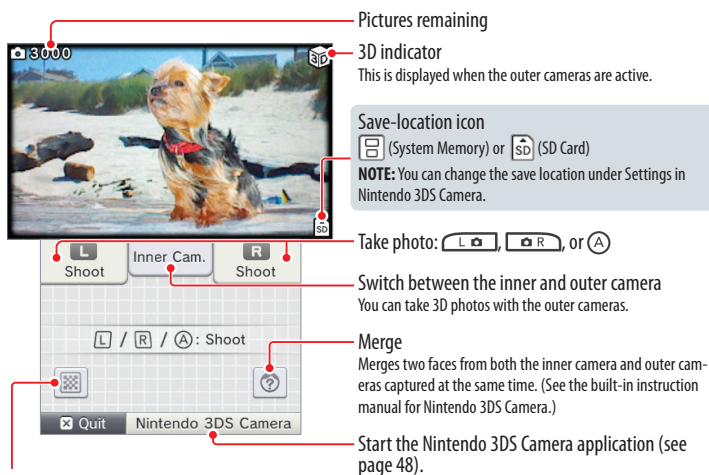 Pictures remaining
3000
3D
3D indicator
This is displayed when the outer cameras are active.
Save-location icon
(System Memory) or SD (SD Card)
NOTE: You can change the save location under Settings in
Nintendo 3DS Camera.
SD
Take photo: L, R, or A
L
Shoot
Inner Cam.
R
Shoot
Switch between the inner and outer camera
You can take 3D photos with the outer cameras.
L / R / A: Shoot
Merge
Merges two faces from both the inner camera and outer cam-
eras captured at the same time. (See the built-in instruction
manual for Nintendo 3DS Camera.)
?
X Quit
Nintendo 3DS Camera
Start the Nintendo 3DS Camera application (see
page 48).